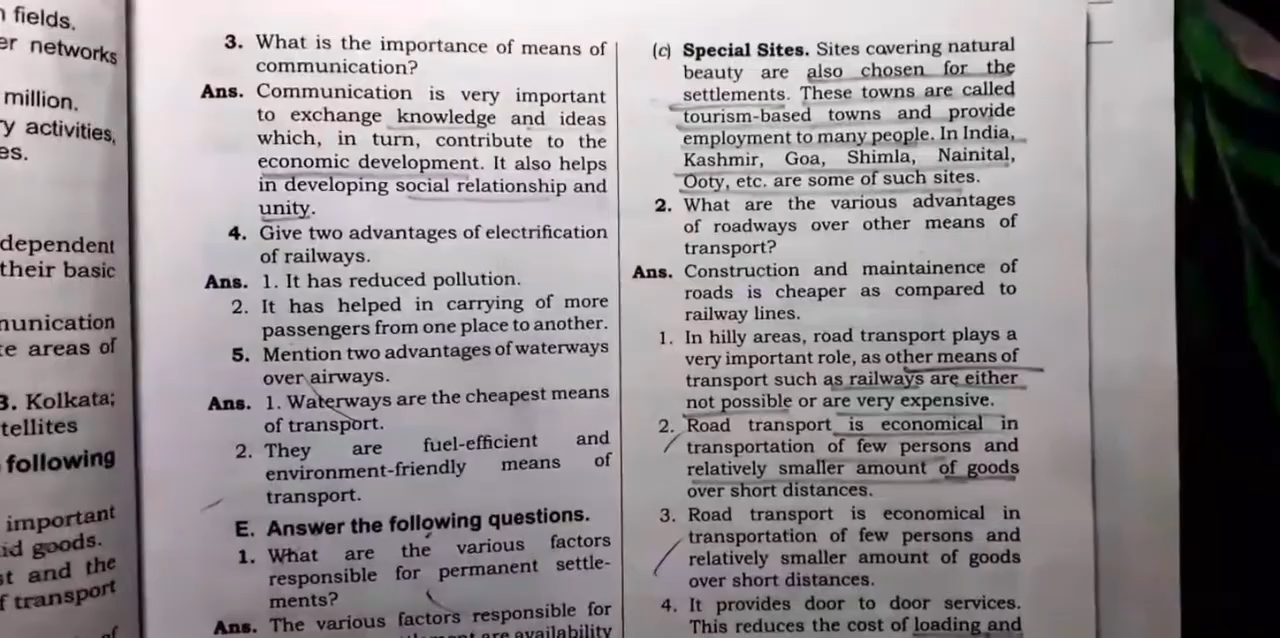 fields.
er networks
million.
y activities,
es.
dependent
their basic
nunication
te areas of
3. Kolkata;
tellites
following
important
id goods.
st and the
f transport
of
3. What is the importance of means of
communication?
Ans. Communication is very important
to exchange knowledge and ideas
which, in turn, contribute to the
economic development. It also helps
in developing social relationship and
unity.
4. Give two advantages of electrification
of railways.
Ans. 1. It has reduced pollution.
2. It has helped in carrying of more
passengers from one place to another.
5. Mention two advantages of waterways
over airways.
Ans. 1. Waterways are the cheapest means
of transport.
2. They are fuel-efficient and
environment-friendly means of
transport.
E. Answer the following questions.
1. What are the various factors
responsible for permanent settle-
ments?
Ans. The various factors responsible for
are availability
(c) Special Sites. Sites covering natural
beauty are also chosen for the
settlements. These towns are called
tourism-based towns and provide
employment to many people. In India,
Kashmir, Goa, Shimla, Nainital,
Ooty, etc. are some of such sites.
2. What are the various advantages
of roadways over other means of
transport?
Ans. Construction and maintainence of
roads is cheaper as compared to
railway lines.
1. In hilly areas, road transport plays a
very important role, as other means of
transport such as railways are either
not possible or are very expensive.
2. Road transport is economical in
transportation of few persons and
relatively smaller amount of goods
over short distances.
3. Road transport is economical in
transportation of few persons and
relatively smaller amount of goods
over short distances.
4. It provides door to door services.
This reduces the cost of loading and